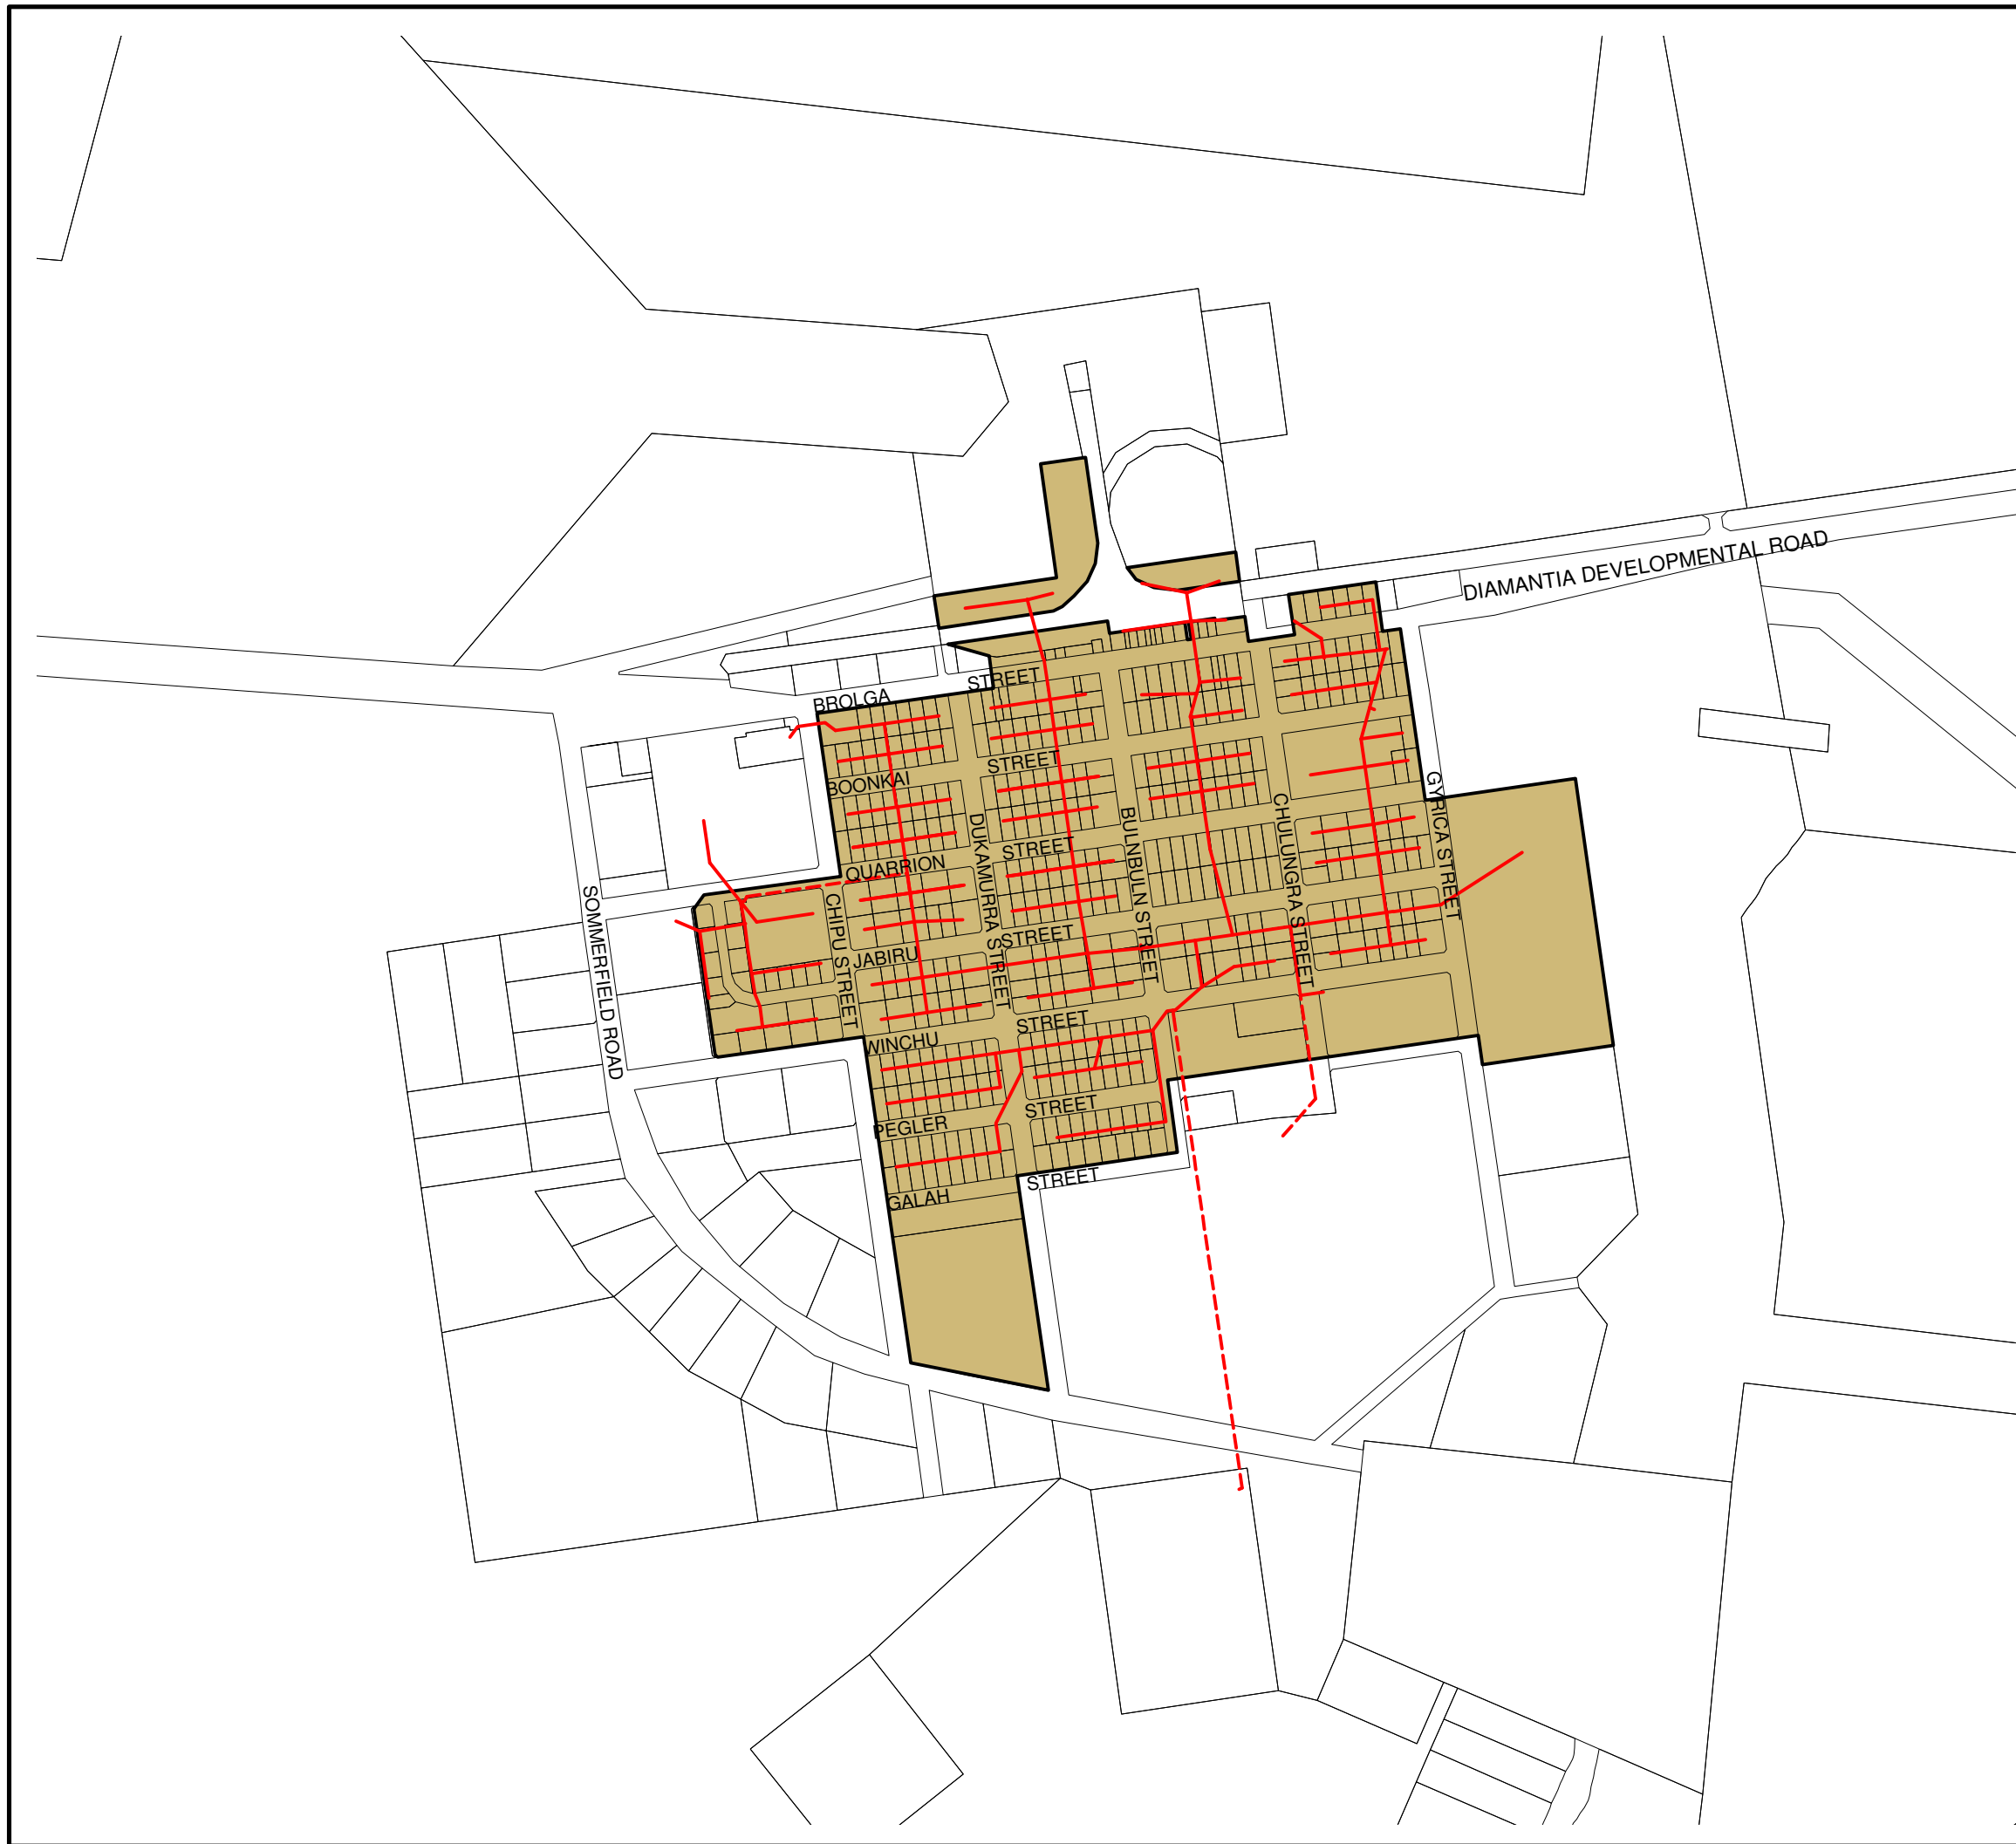 DIAMANTIA DEVELOPMENTAL ROAD
BROLGA STREET
BOONKAI STREET
QUARRION STREET
JABIRU STREET
WINCHU STREET
PEGLER STREET
GALAH STREET
SOMMERFIELD ROAD
CHIPU STREET
DUKAMURRA STREET
BULNBULN STREET
CHULUNGRA STREET
GYRICA STREET